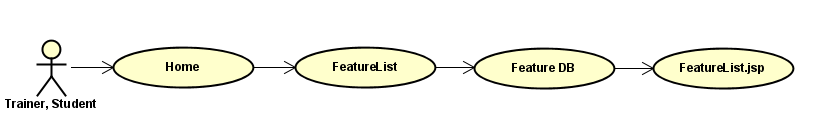 Home
FeatureList
Feature DB
FeatureList.jsp
Trainer, Student